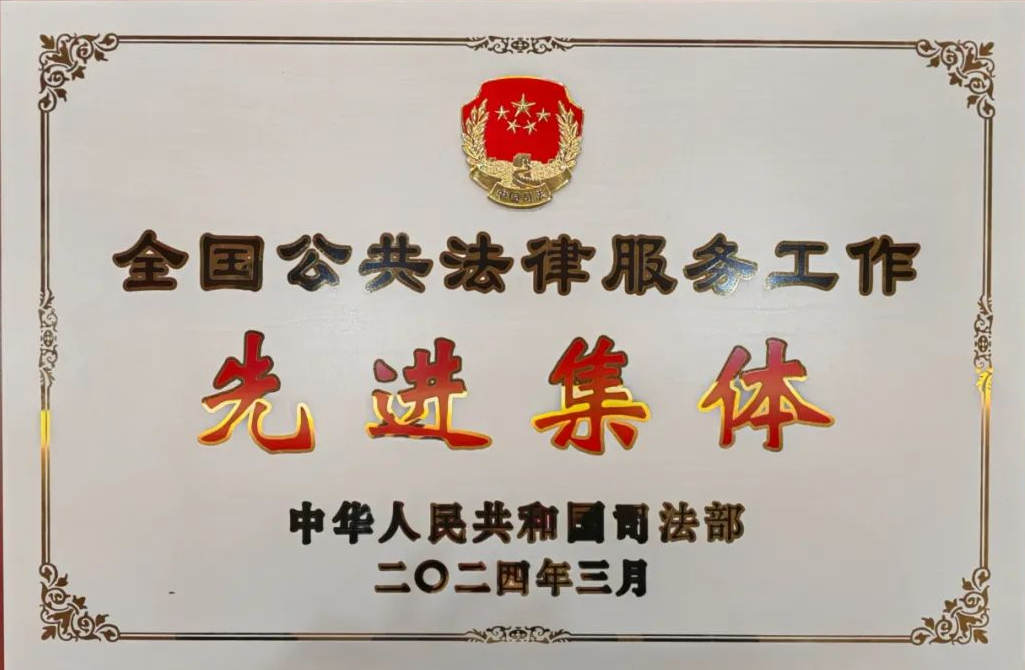 全国公共法律服务工作
先进集体
中华人民共和国司法部
二〇二四年三月